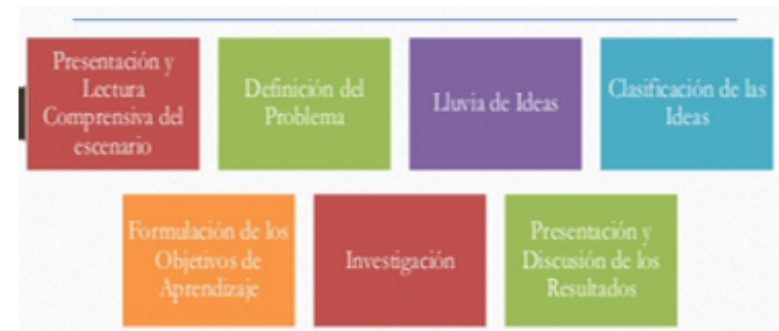 Presentación y
Lectura
Comprensiva del
escenario
Definición del
Problema
Lluvia de Ideas
Clasificación de las
Ideas
Formulación de los
Objetivos de
Aprendizaje
Investigación
Presentación y
Discusión de los
Resultados